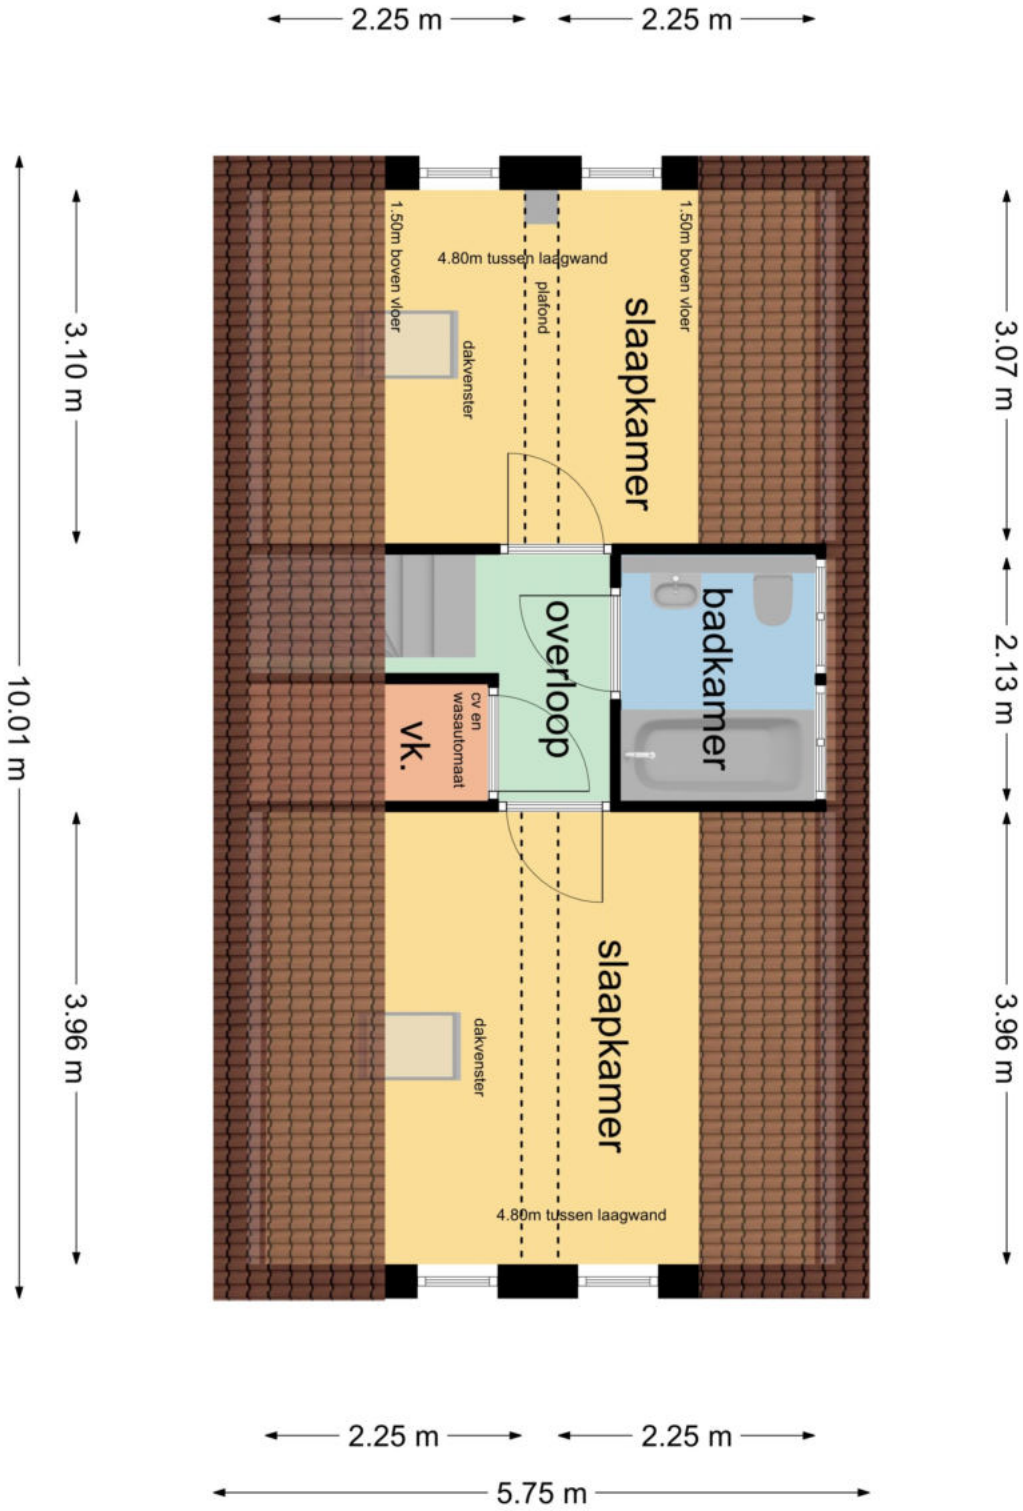 2.25 m
2.25 m
1.50m boven vloer
1.50m boven vloer
4.80m tussen laagwand
plafond
slaapkamer
dakvenster
3.10 m
3.07 m
overloop
badkamer
2.13 m
10.01 m
cv en
wasautomaat
vk.
slaapkamer
dakvenster
3.96 m
3.96 m
4.80m tussen laagwand
2.25 m
2.25 m
5.75 m